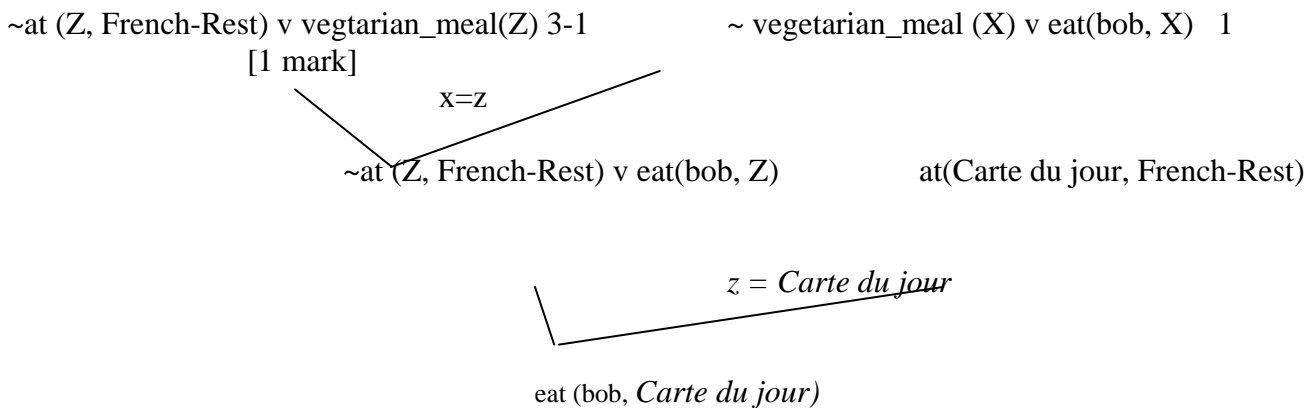 ~at (Z, French-Rest) v vegtarian_meal(Z) 3-1 ~ vegetarian_meal (X) v eat(bob, X) 1
[1 mark]
x=z
~at (Z, French-Rest) v eat(bob, Z) at(Carte du jour, French-Rest)
z = Carte du jour
eat (bob, Carte du jour)